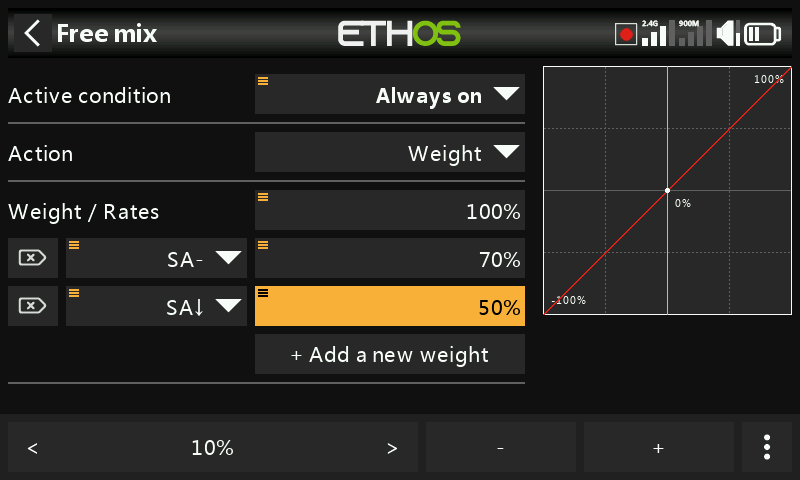 Free mix
ETHOS
2.4G
900M
Active condition
Always on
Action
Weight
Weight / Rates
100%
SA-
70%
SA↓
50%
+ Add a new weight
100%
0%
-100%
<
10%
>
-
+